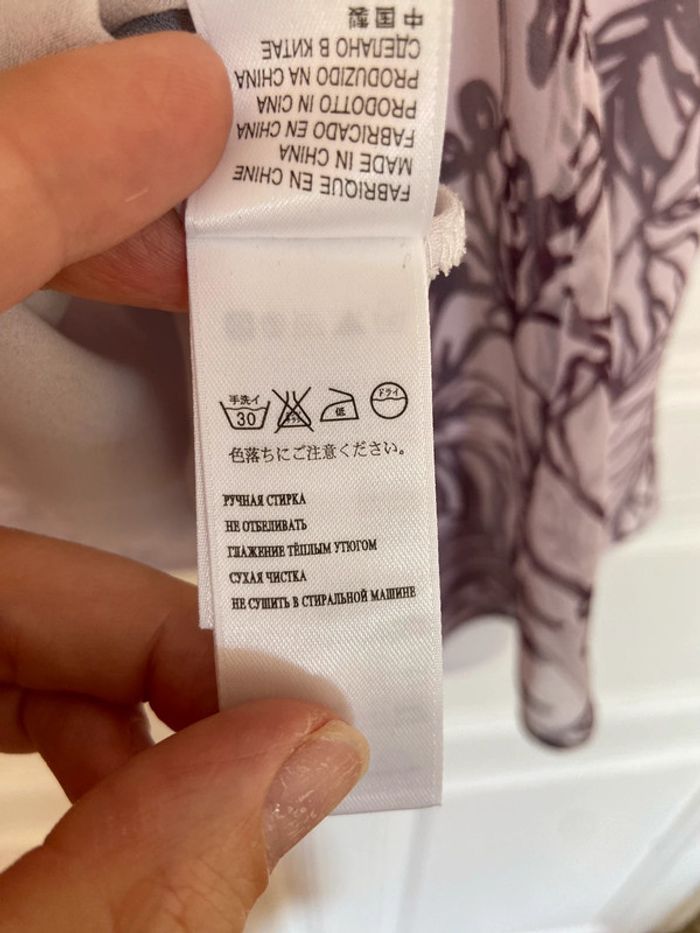 FABRIQUE EN CHINE
MADE IN CHINA
FABRICADO EN CHINA
PRODOTTO IN CINA
PRODUZIDO NA CHINA
СДЕЛАНО В КИТАЕ
中国製
手洗イ 30 低 ドライ
色落ちにご注意ください。
РУЧНАЯ СТИРКА
НЕ ОТБЕЛИВАТЬ
ГЛАЖЕНИЕ ТЁПЛЫМ УТЮГОМ
СУХАЯ ЧИСТКА
НЕ СУШИТЬ В СТИРАЛЬНОЙ МАШИНЕ